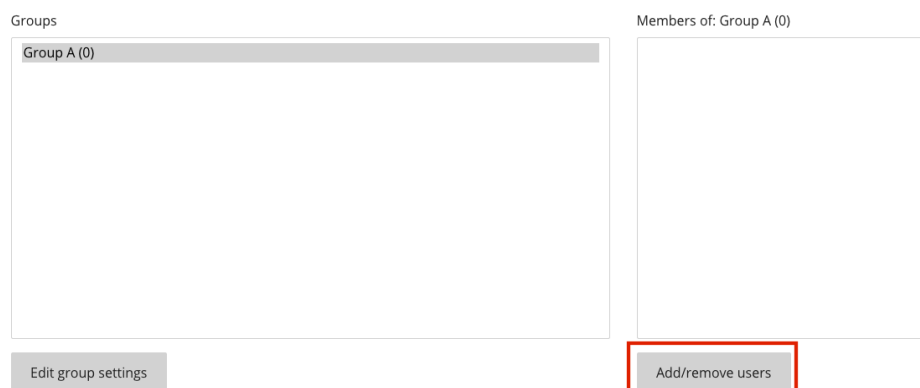 Groups
Members of: Group A (0)
Group A (0)
Edit group settings
Add/remove users